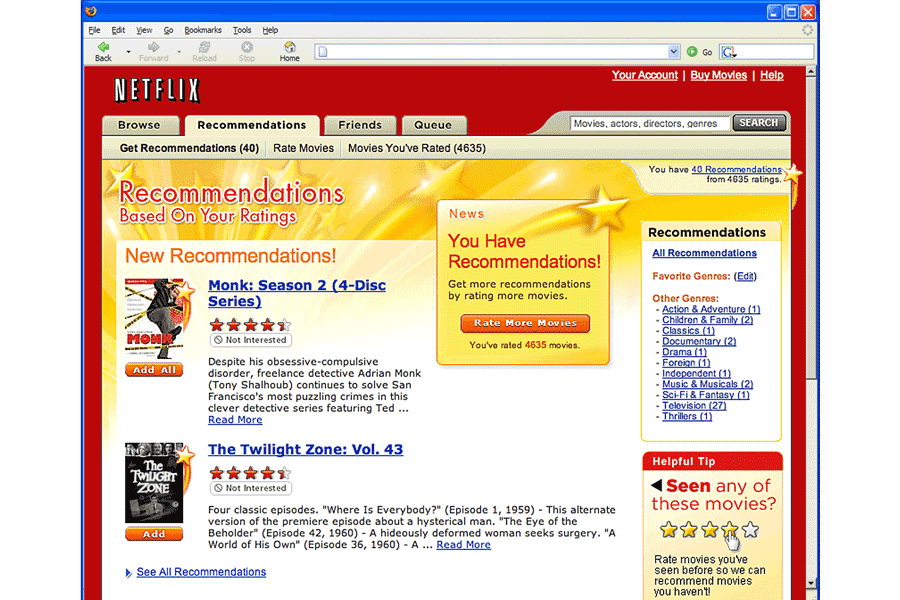 File Edit View Go Bookmarks Tools Help
Back Forward Reload Stop Home Go G
Your Account | Buy Movies | Help
NETFLIX
Browse Recommendations Friends Queue
Movies, actors, directors, genres SEARCH
Get Recommendations (40) Rate Movies Movies You've Rated (4635)
You have 40 Recommendations
from 4635 ratings.
Recommendations
Based On Your Ratings
New Recommendations!
MONK
Add All
Monk: Season 2 (4-Disc
Series)
Not Interested
Despite his obsessive-compulsive
disorder, freelance detective Adrian Monk
(Tony Shalhoub) continues to solve San
Francisco's most puzzling crimes in this
clever detective series featuring Ted ...
Read More
The
TWILIGHT
ZONE
Add
The Twilight Zone: Vol. 43
Not Interested
Four classic episodes. "Where Is Everybody?" (Episode 1, 1959) - This alternate
version of the premiere episode about a hysterical man. "The Eye of the
Beholder" (Episode 42, 1960) - A deformed woman seeks surgery. "A
World of His Own" (Episode 36, 1960) - A ... Read More
See All Recommendations
News
You Have
Recommendations!
Get more recommendations
by rating more movies.
Rate More Movies
You've rated 4635 movies.
Recommendations
All Recommendations
Favorite Genres: (Edit)
Other Genres:
- Action & Adventure (1)
- Children & Family (2)
- Classics (1)
- Documentary (2)
- Drama (1)
- Foreign (1)
- Independent (1)
- Music & Musicals (2)
- Sci-Fi & Fantasy (1)
- Television (27)
- Thrillers (1)
Helpful Tip
Seen any of
these movies?
Rate movies you've
seen before so we can
recommend movies
you haven't!